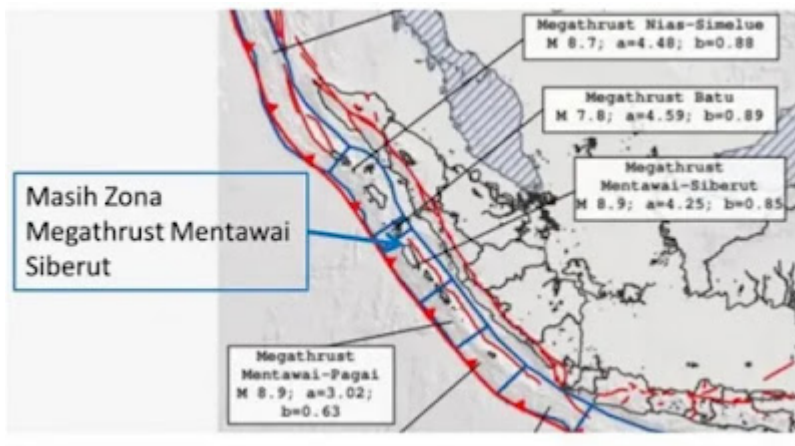 Megathrust Nias-Simelue
M 8.7; a=4.48; b=0.88
Megathrust Batu
M 7.8; a=4.59; b=0.89
Megathrust
Mentawai-Siberut
M 8.9; a=4.25; b=0.85
Masih Zona
Megathrust Mentawai
Siberut
Megathrust
Mentawai-Pagai
M 8.9; a=3.02;
b=0.63